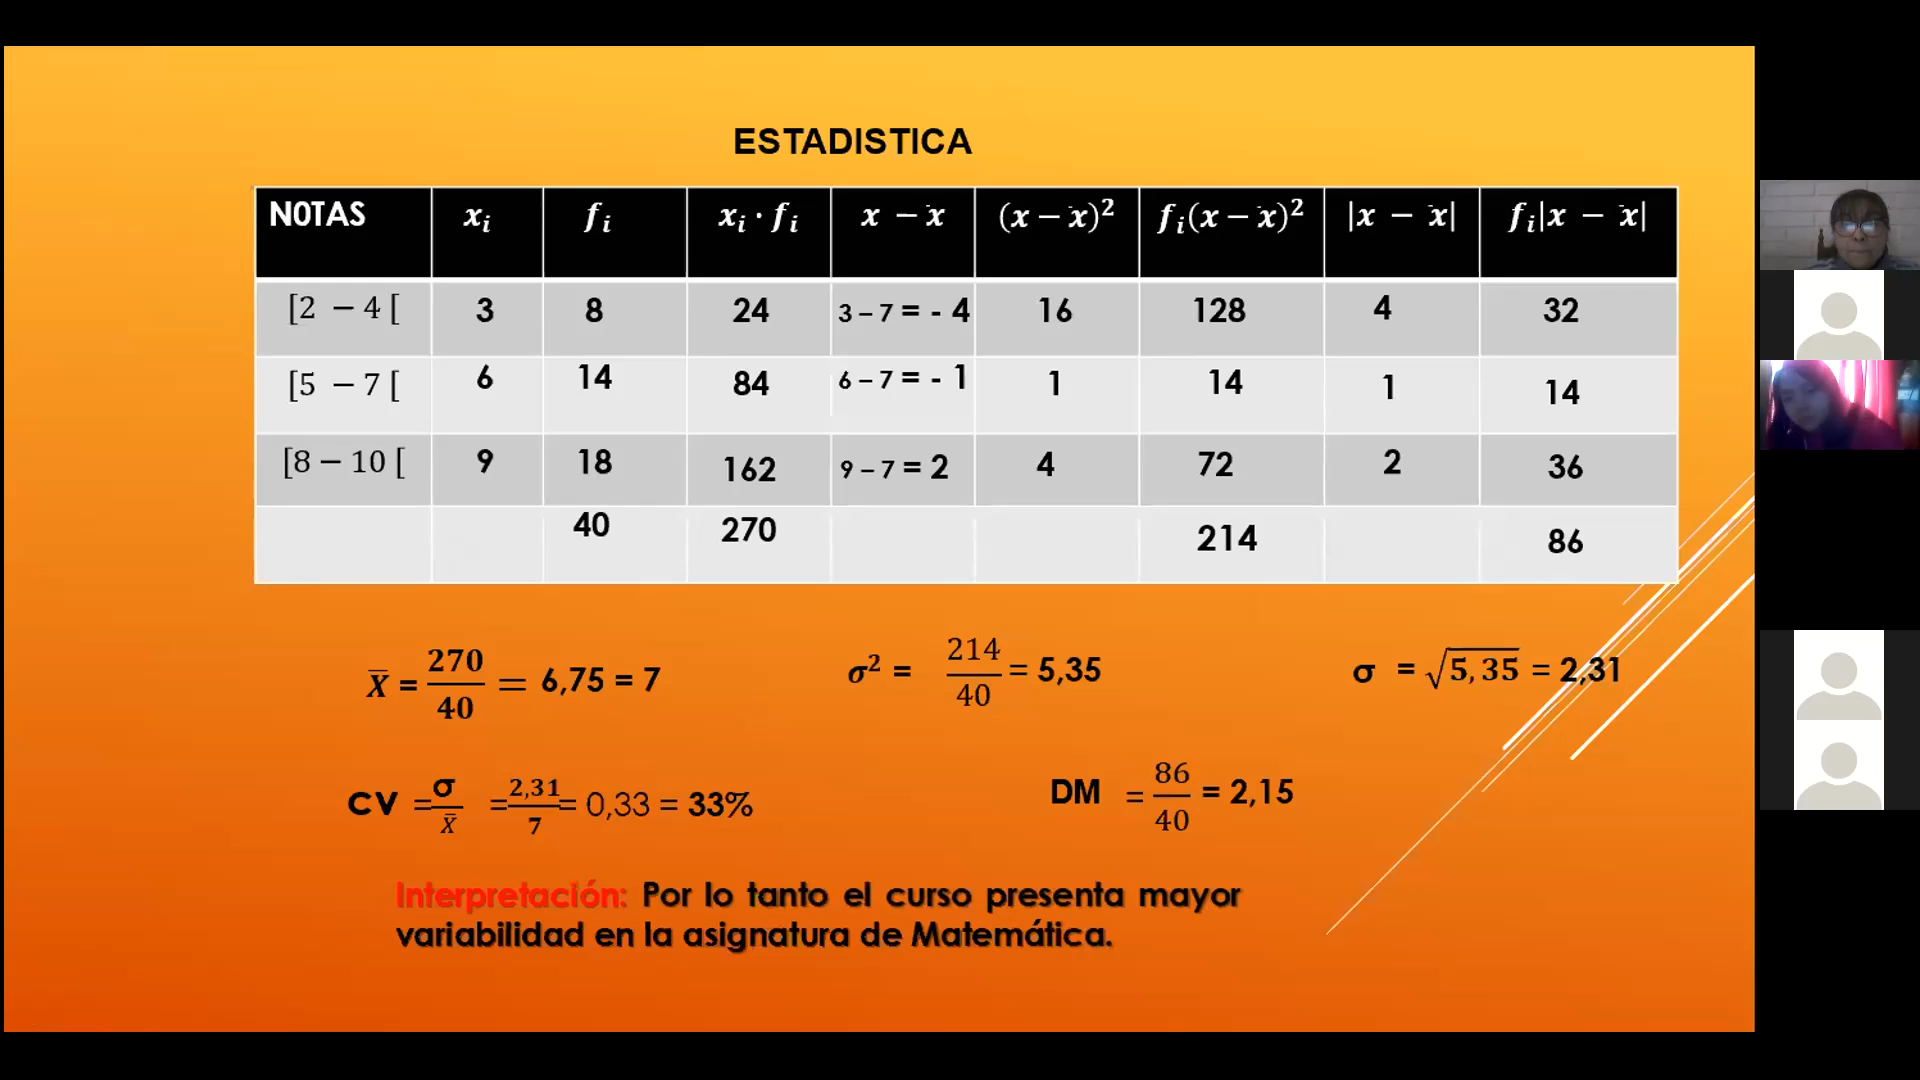 ESTADISTICA
NOTAS xᵢ fᵢ xᵢ · fᵢ x − x̄ (x − x̄)² fᵢ(x − x̄)² |x − x̄| fᵢ|x − x̄|
[2 − 4 [ 3 8 24 3 – 7 = - 4 16 128 4 32
[5 − 7 [ 6 14 84 6 – 7 = - 1 1 14 1 14
[8 − 10 [ 9 18 162 9 – 7 = 2 4 72 2 36
40 270 214 86
X̄ = 270/40 = 6,75 = 7 σ² = 214/40 = 5,35 σ = √5,35 = 2,31
CV = σ/X̄ = 2,31/7 = 0,33 = 33% DM = 86/40 = 2,15
Interpretación: Por lo tanto el curso presenta mayor
variabilidad en la asignatura de Matemática.